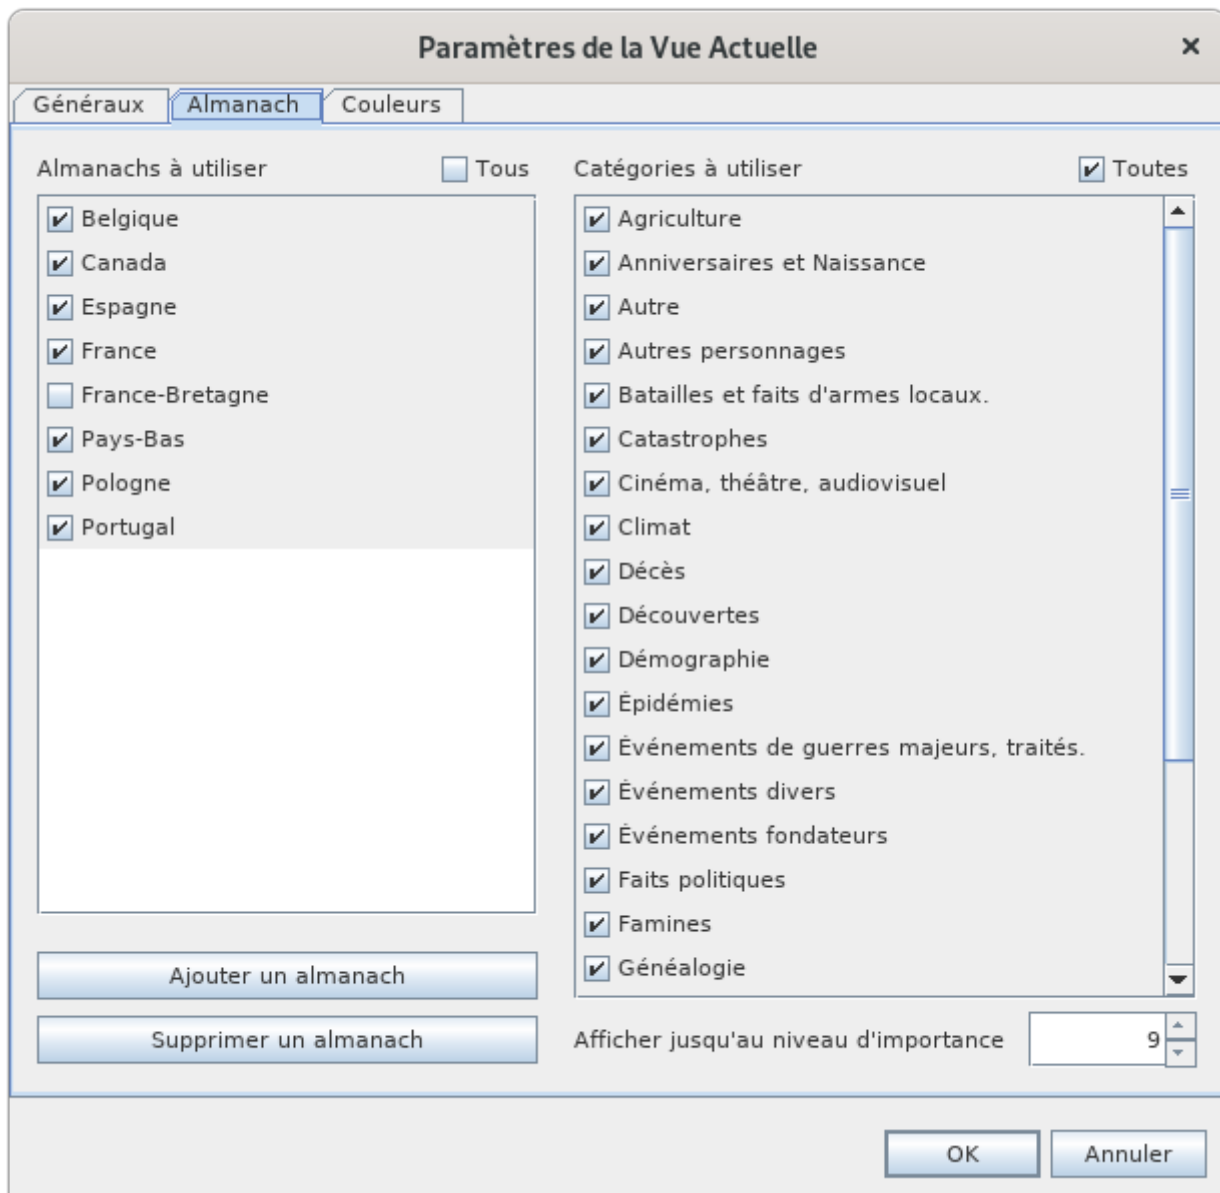 Paramètres de la Vue Actuelle
Généraux Almanach Couleurs
Almanachs à utiliser Tous
Belgique
Canada
Espagne
France
France-Bretagne
Pays-Bas
Pologne
Portugal
Ajouter un almanach
Supprimer un almanach
Catégories à utiliser Toutes
Agriculture
Anniversaires et Naissance
Autre
Autres personnages
Batailles et faits d'armes locaux.
Catastrophes
Cinéma, théâtre, audiovisuel
Climat
Décès
Découvertes
Démographie
Épidémies
Événements de guerres majeurs, traités.
Événements divers
Événements fondateurs
Faits politiques
Famines
Généalogie
Afficher jusqu'au niveau d'importance 9
OK Annuler